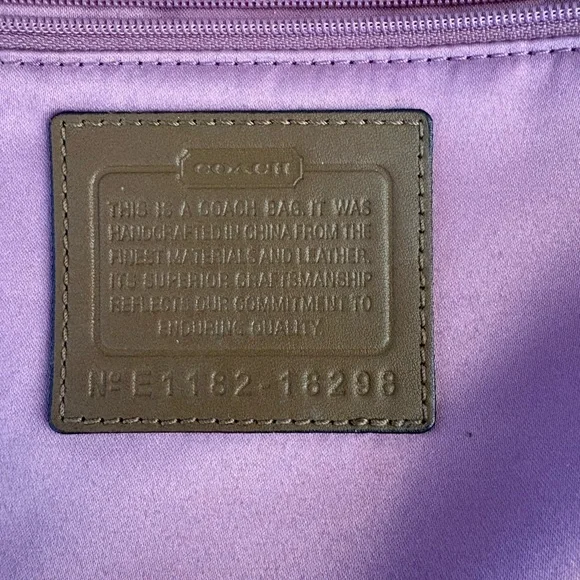 COACH
THIS IS A COACH BAG. IT WAS
HANDCRAFTED IN CHINA FROM THE
FINEST MATERIALS AND LEATHER.
ITS SUPERIOR CRAFTSMANSHIP
REFLECTS OUR COMMITMENT TO
ENDURING QUALITY.
Nº E1182-18298